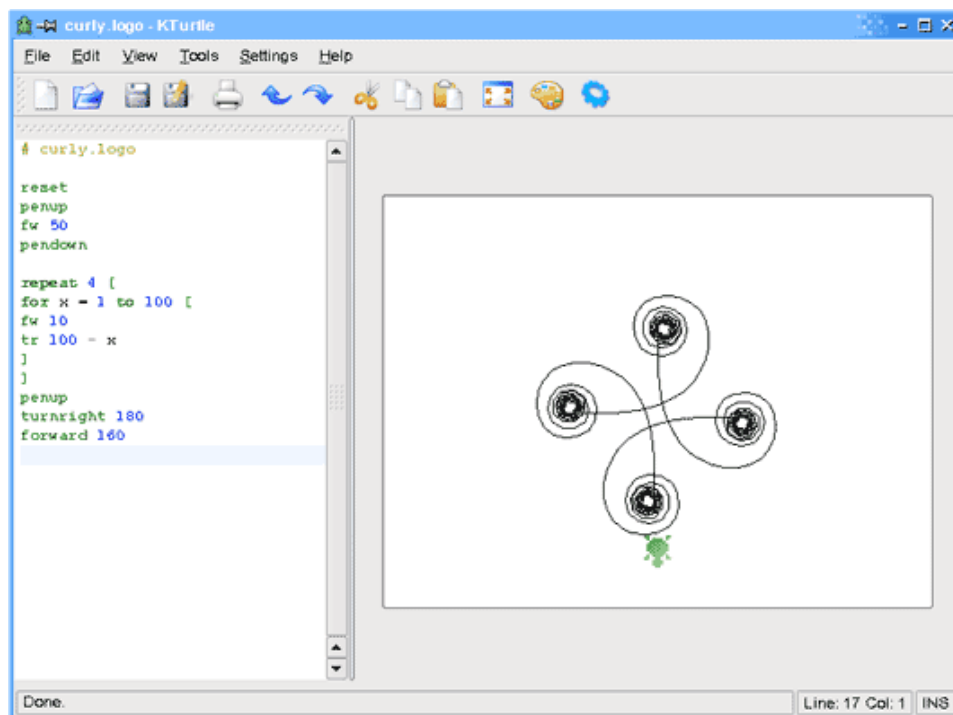 curly.logo - KTurtle
File Edit View Tools Settings Help
# curly.logo
reset
penup
fw 50
pendown
repeat 4 [
for x = 1 to 100 [
fw 10
tr 100 - x
]
]
penup
turnright 180
forward 160
Done.
Line: 17 Col: 1 INS